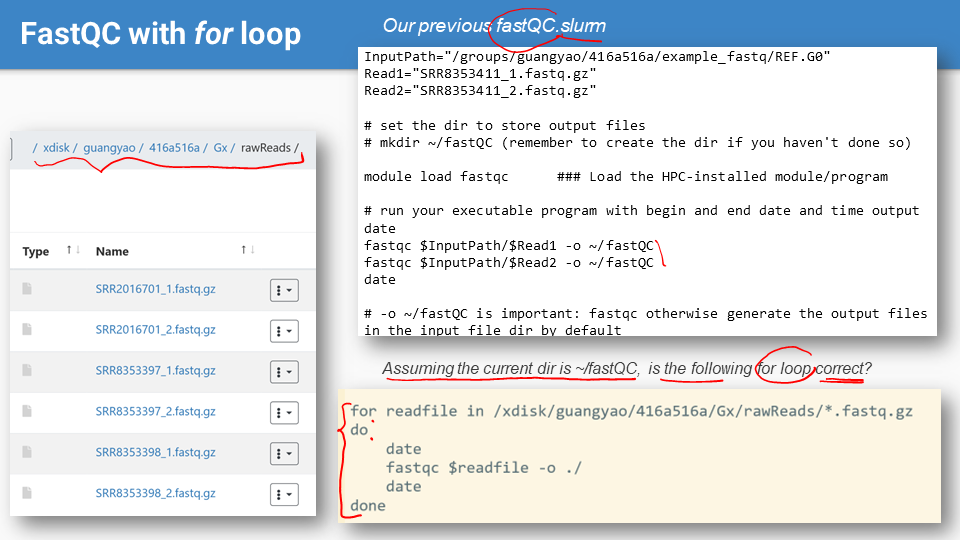 FastQC with for loop
Our previous fastQC.slurm
InputPath="/groups/guangyao/416a516a/example_fastq/REF.G0"
Read1="SRR8353411_1.fastq.gz"
Read2="SRR8353411_2.fastq.gz"
# set the dir to store output files
# mkdir ~/fastQC (remember to create the dir if you haven't done so)
module load fastqc ### Load the HPC-installed module/program
# run your executable program with begin and end date and time output
date
fastqc $InputPath/$Read1 -o ~/fastQC
fastqc $InputPath/$Read2 -o ~/fastQC
date
# -o ~/fastQC is important: fastqc otherwise generate the output files
in the input file dir by default
/ xdisk / guangyao / 416a516a / Gx / rawReads /
Type Name
SRR2016701_1.fastq.gz
SRR2016701_2.fastq.gz
SRR8353397_1.fastq.gz
SRR8353397_2.fastq.gz
SRR8353398_1.fastq.gz
SRR8353398_2.fastq.gz
Assuming the current dir is ~/fastQC, is the following for loop correct?
for readfile in /xdisk/guangyao/416a516a/Gx/rawReads/*.fastq.gz
do
date
fastqc $readfile -o ./
date
done